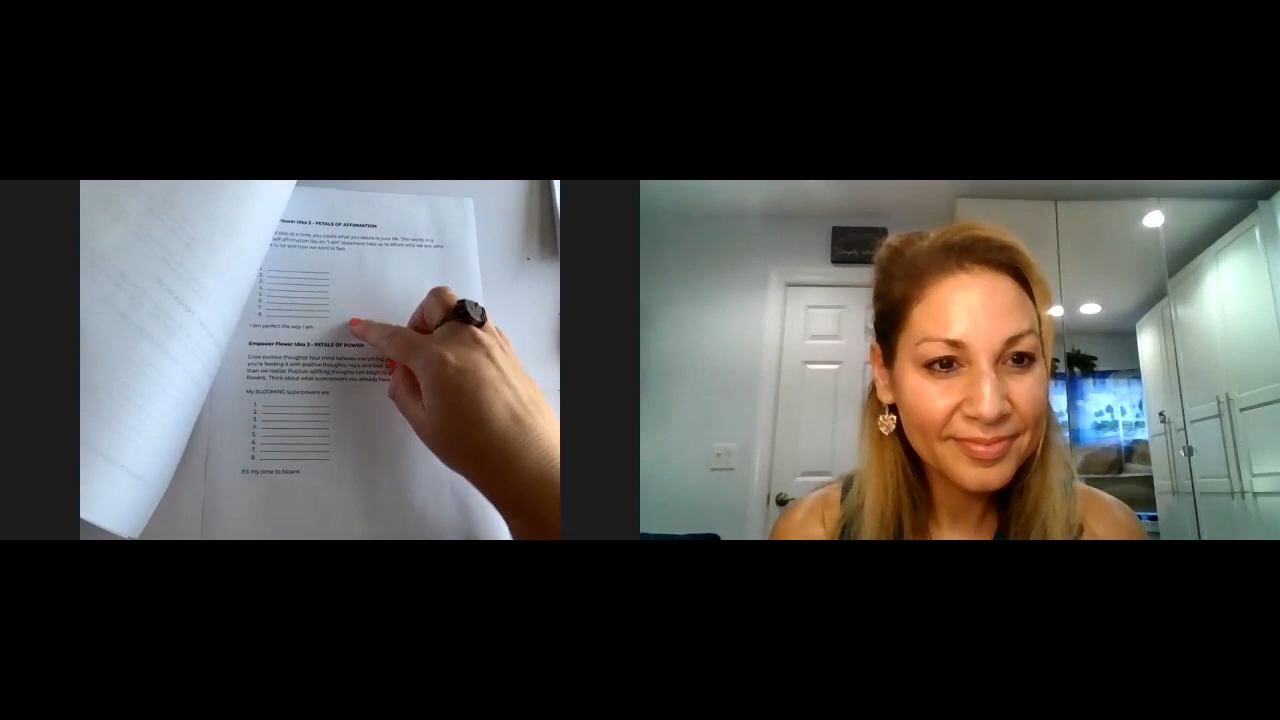 Flower Idea 2 - PETALS OF AFFIRMATION
step at a time, you create what you desire in your life. The words in a
self affirmation like an "I am" statement help us to affirm who we are, who
to be and how we want to feel.
1.
2.
3.
4.
5.
6.
7.
8.
I am perfect the way I am
Empower Flower Idea 3 - PETALS OF POWER
Grow positive thoughts! Your mind believes everything
you're feeding it with positive thoughts, hope and love,
than we realize. Positive uplifting thoughts can begin to
flowers. Think about what superpowers you already have
My BLOOMING superpowers are:
1.
2.
3.
4.
5.
6.
7.
8.
It's my time to bloom
Simply